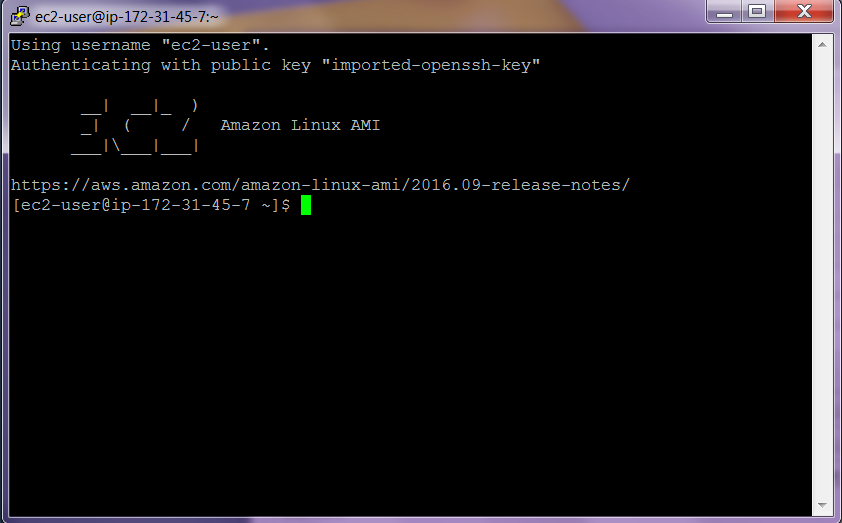 ec2-user@ip-172-31-45-7:~
Using username "ec2-user".
Authenticating with public key "imported-openssh-key"
       __|  __|_  )
       _|  (     /   Amazon Linux AMI
      ___|\___|___|
https://aws.amazon.com/amazon-linux-ami/2016.09-release-notes/
[ec2-user@ip-172-31-45-7 ~]$